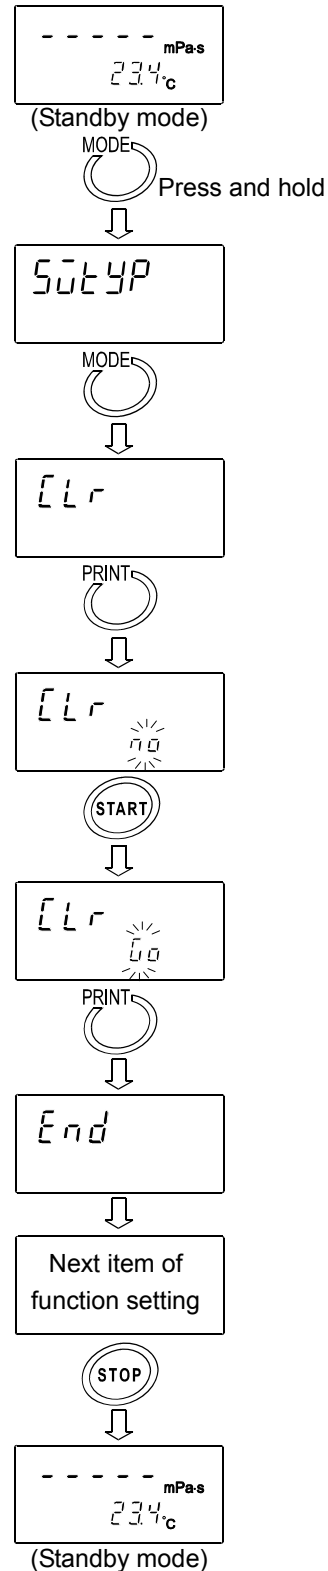 - - - - - mPa·s
23.4°C
(Standby mode)
MODE
Press and hold
SūtYP
MODE
CLr
PRINT
CLr
no
START
CLr
Go
PRINT
End
Next item of
function setting
STOP
- - - - - mPa·s
23.4°C
(Standby mode)